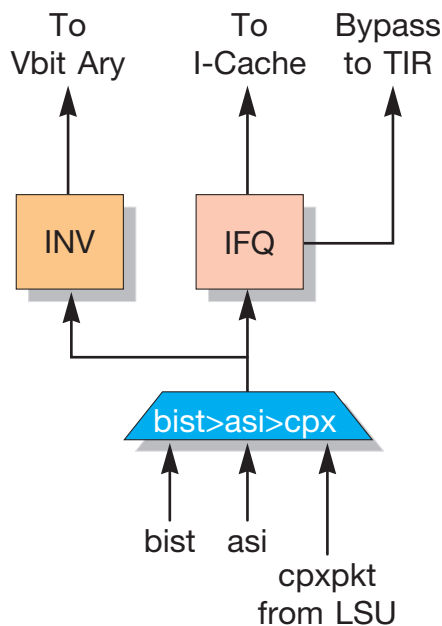 To
Vbit Ary
To
I-Cache
Bypass
to TIR
INV
IFQ
bist>asi>cpx
bist
asi
cpxpkt
from LSU